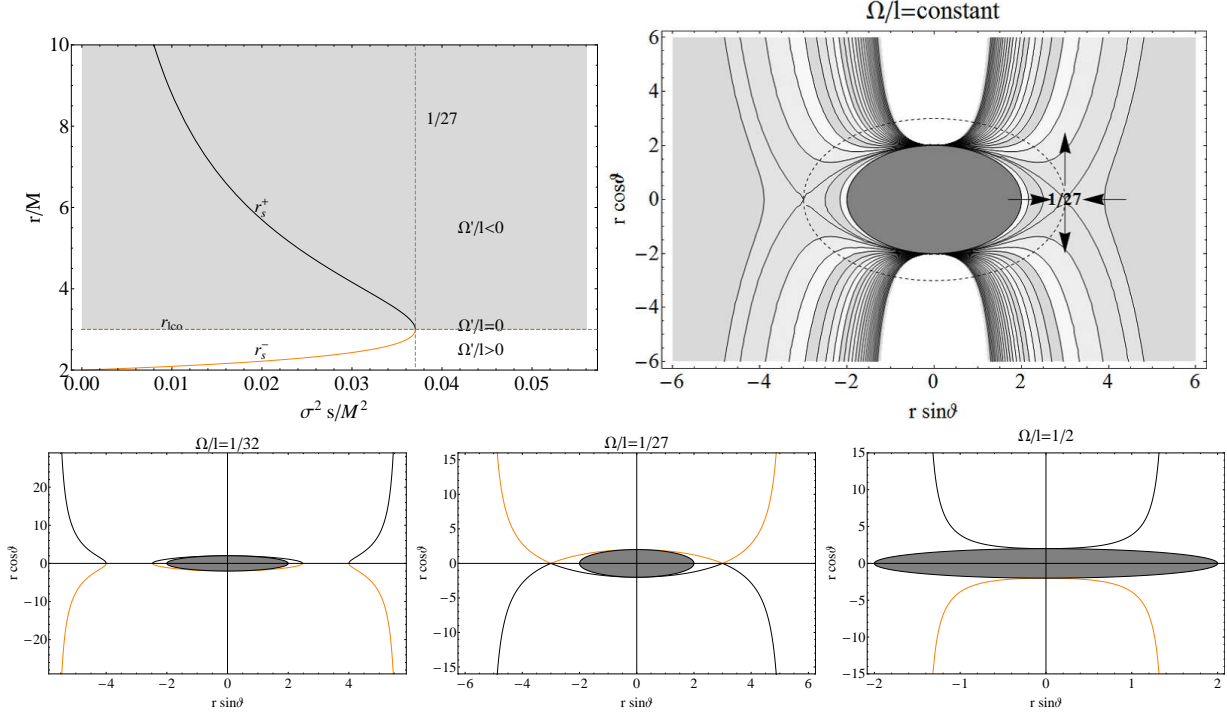 Ω/l=constant
10
8
6
4
2
r/M
1/27
r_s^+
Ω'/l<0
r_lco
Ω'/l=0
r_s^-
Ω'/l>0
0.00 0.01 0.02 0.03 0.04 0.05
σ² s/M²
6
4
2
0
−2
−4
−6
r cosϑ
1/27
−6 −4 −2 0 2 4 6
r sinϑ
Ω/l=1/32
20
10
0
−10
−20
r cosϑ
−4 −2 0 2 4
r sinϑ
Ω/l=1/27
15
10
5
0
−5
−10
−15
r cosϑ
−6 −4 −2 0 2 4 6
r sinϑ
Ω/l=1/2
15
10
5
0
−5
−10
−15
r cosϑ
−2 −1 0 1 2
r sinϑ